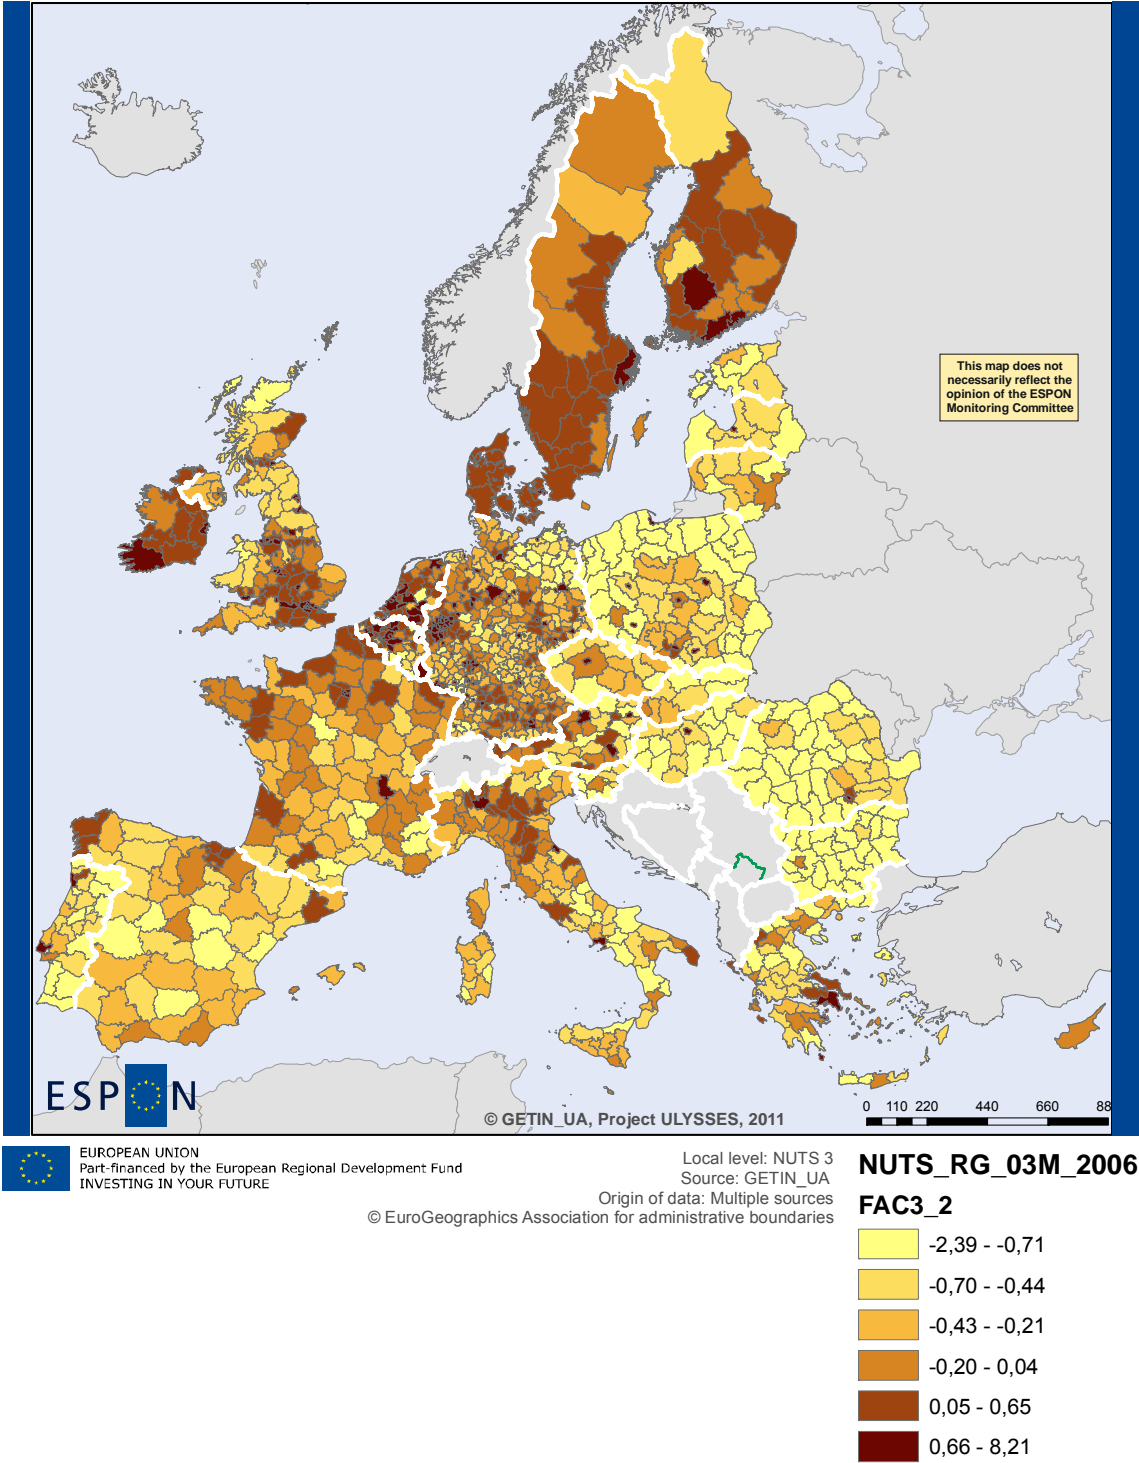 This map does not
necessarily reflect the
opinion of the ESPON
Monitoring Committee
ESPON
© GETIN_UA, Project ULYSSES, 2011
0 110 220 440 660 88
EUROPEAN UNION
Part-financed by the European Regional Development Fund
INVESTING IN YOUR FUTURE
Local level: NUTS 3
Source: GETIN_UA
Origin of data: Multiple sources
© EuroGeographics Association for administrative boundaries
NUTS_RG_03M_2006
FAC3_2
-2,39 - -0,71
-0,70 - -0,44
-0,43 - -0,21
-0,20 - 0,04
0,05 - 0,65
0,66 - 8,21